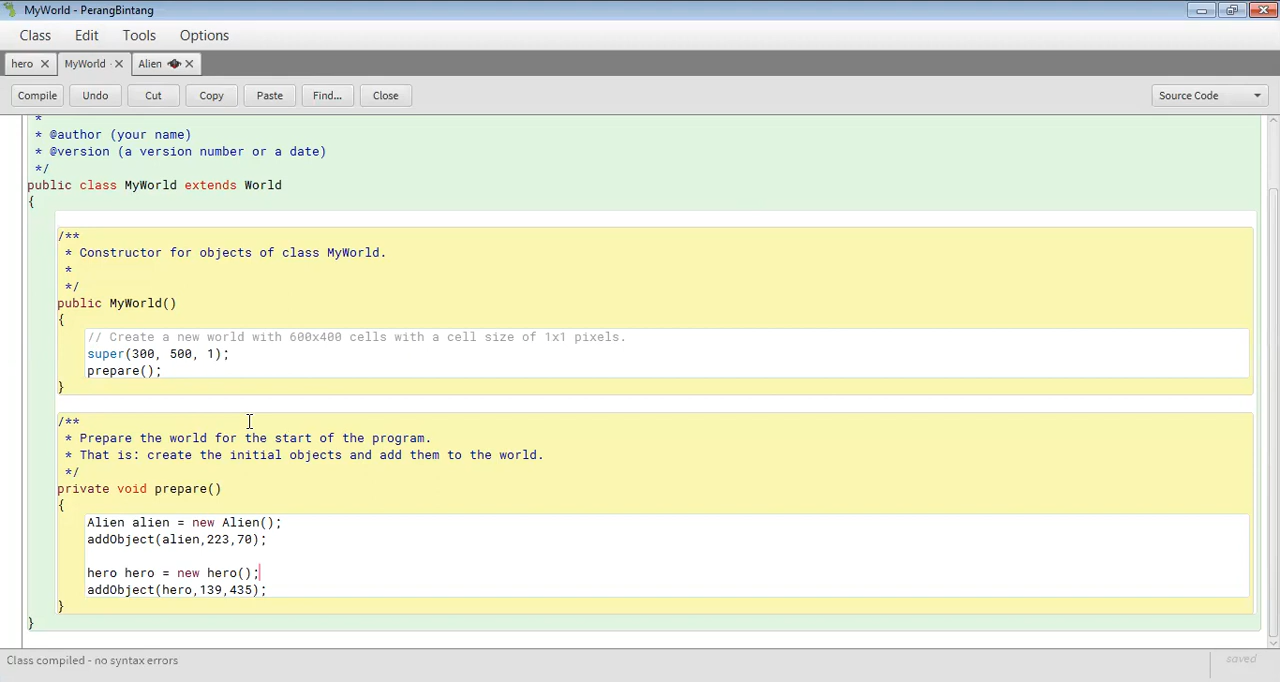 MyWorld - PerangBintang
Class Edit Tools Options
hero MyWorld Alien
Compile Undo Cut Copy Paste Find... Close Source Code
*
* @author (your name)
* @version (a version number or a date)
*/
public class MyWorld extends World
{
/**
* Constructor for objects of class MyWorld.
*
*/
public MyWorld()
{
// Create a new world with 600x400 cells with a cell size of 1x1 pixels.
super(300, 500, 1);
prepare();
}
/**
* Prepare the world for the start of the program.
* That is: create the initial objects and add them to the world.
*/
private void prepare()
{
Alien alien = new Alien();
addObject(alien,223,70);
hero hero = new hero();
addObject(hero,139,435);
}
}
Class compiled - no syntax errors
saved